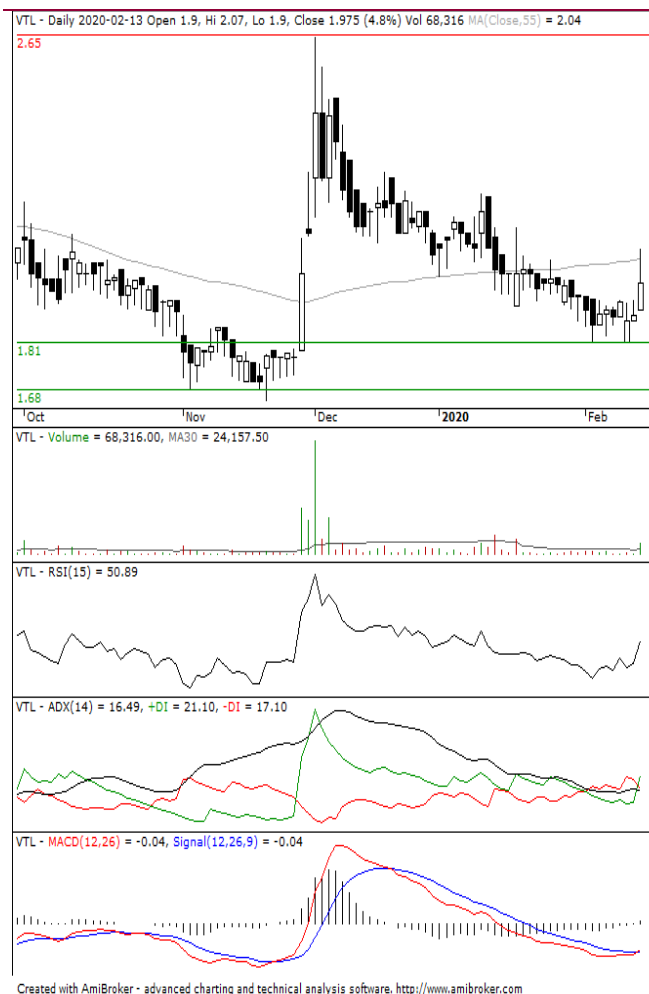 VTL - Daily 2020-02-13 Open 1.9, Hi 2.07, Lo 1.9, Close 1.975 (4.8%) Vol 68,316 MA(Close,55) = 2.04
2.65
1.81
1.68
Oct Nov Dec 2020 Feb
VTL - Volume = 68,316.00, MA30 = 24,157.50
VTL - RSI(15) = 50.89
VTL - ADX(14) = 16.49, +DI = 21.10, -DI = 17.10
VTL - MACD(12,26) = -0.04, Signal(12,26,9) = -0.04
Created with AmiBroker - advanced charting and technical analysis software. http://www.amibroker.com